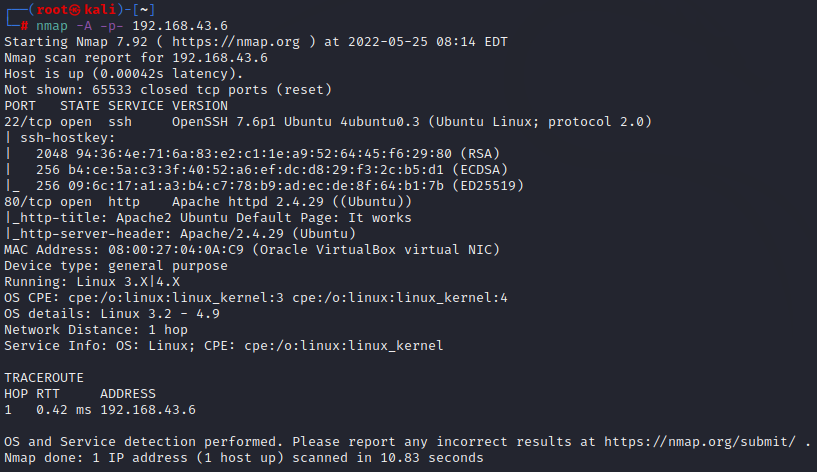 ┌──(root㉿kali)-[~]
└─# nmap -A -p- 192.168.43.6
Starting Nmap 7.92 ( https://nmap.org ) at 2022-05-25 08:14 EDT
Nmap scan report for 192.168.43.6
Host is up (0.00042s latency).
Not shown: 65533 closed tcp ports (reset)
PORT   STATE SERVICE VERSION
22/tcp open  ssh     OpenSSH 7.6p1 Ubuntu 4ubuntu0.3 (Ubuntu Linux; protocol 2.0)
| ssh-hostkey:
|   2048 94:36:4e:71:6a:83:e2:c1:1e:a9:52:64:45:f6:29:80 (RSA)
|   256 b4:ce:5a:c3:3f:40:52:a6:ef:dc:d8:29:f3:2c:b5:d1 (ECDSA)
|_  256 09:6c:17:a1:a3:b4:c7:78:b9:ad:ec:de:8f:64:b1:7b (ED25519)
80/tcp open  http    Apache httpd 2.4.29 ((Ubuntu))
|_http-title: Apache2 Ubuntu Default Page: It works
|_http-server-header: Apache/2.4.29 (Ubuntu)
MAC Address: 08:00:27:04:0A:C9 (Oracle VirtualBox virtual NIC)
Device type: general purpose
Running: Linux 3.X|4.X
OS CPE: cpe:/o:linux:linux_kernel:3 cpe:/o:linux:linux_kernel:4
OS details: Linux 3.2 - 4.9
Network Distance: 1 hop
Service Info: OS: Linux; CPE: cpe:/o:linux:linux_kernel

TRACEROUTE
HOP RTT     ADDRESS
1   0.42 ms 192.168.43.6

OS and Service detection performed. Please report any incorrect results at https://nmap.org/submit/ .
Nmap done: 1 IP address (1 host up) scanned in 10.83 seconds